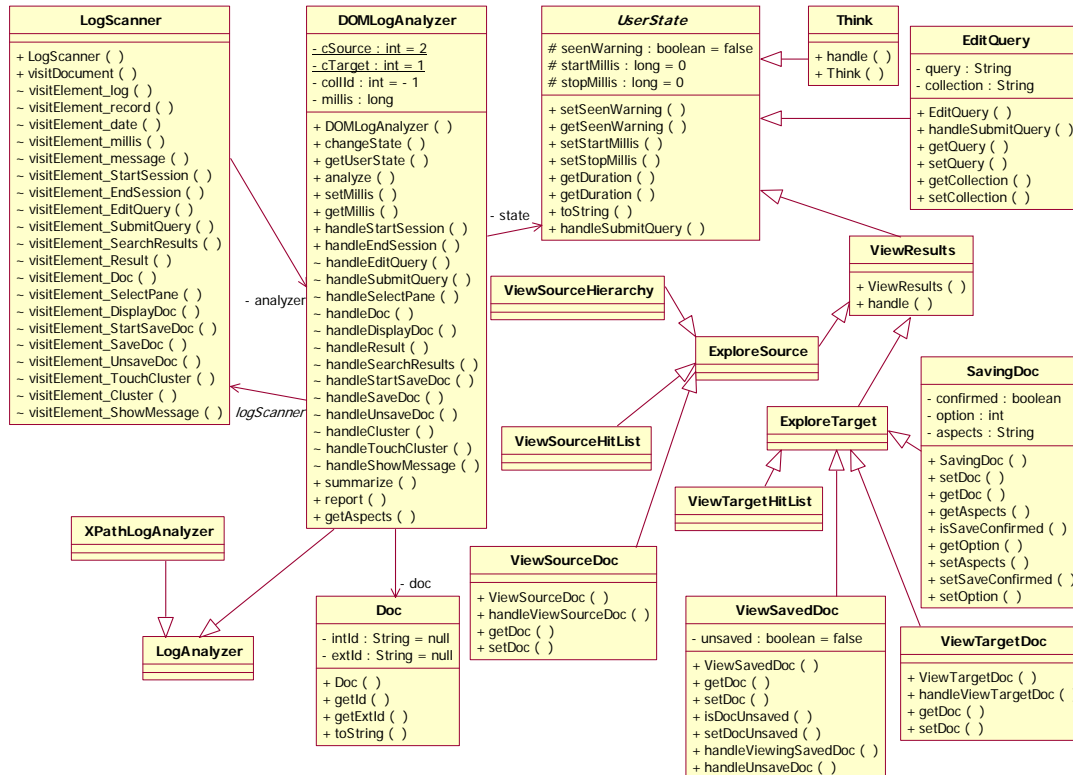 LogScanner
+ LogScanner ( )
+ visitDocument ( )
~ visitElement_log ( )
~ visitElement_record ( )
~ visitElement_date ( )
~ visitElement_millis ( )
~ visitElement_message ( )
~ visitElement_StartSession ( )
~ visitElement_EndSession ( )
~ visitElement_EditQuery ( )
~ visitElement_SubmitQuery ( )
~ visitElement_SearchResults ( )
~ visitElement_Result ( )
~ visitElement_Doc ( )
~ visitElement_SelectPane ( )
~ visitElement_DisplayDoc ( )
~ visitElement_StartSaveDoc ( )
~ visitElement_SaveDoc ( )
~ visitElement_UnsaveDoc ( )
~ visitElement_TouchCluster ( )
~ visitElement_Cluster ( )
~ visitElement_ShowMessage ( )
- analyzer
logScanner
DOMLogAnalyzer
- cSource : int = 2
- cTarget : int = 1
- collId : int = - 1
- millis : long
+ DOMLogAnalyzer ( )
+ changeState ( )
+ getUserState ( )
+ analyze ( )
+ setMillis ( )
+ getMillis ( )
+ handleStartSession ( )
+ handleEndSession ( )
~ handleEditQuery ( )
~ handleSubmitQuery ( )
~ handleSelectPane ( )
~ handleDoc ( )
~ handleDisplayDoc ( )
~ handleResult ( )
~ handleSearchResults ( )
~ handleStartSaveDoc ( )
~ handleSaveDoc ( )
~ handleUnsaveDoc ( )
~ handleCluster ( )
~ handleTouchCluster ( )
~ handleShowMessage ( )
+ summarize ( )
+ report ( )
+ getAspects ( )
- state
- doc
UserState
# seenWarning : boolean = false
# startMillis : long = 0
# stopMillis : long = 0
+ setSeenWarning ( )
+ getSeenWarning ( )
+ setStartMillis ( )
+ setStopMillis ( )
+ getDuration ( )
+ getDuration ( )
+ toString ( )
+ handleSubmitQuery ( )
Think
+ handle ( )
+ Think ( )
EditQuery
- query : String
- collection : String
+ EditQuery ( )
+ handleSubmitQuery ( )
+ getQuery ( )
+ setQuery ( )
+ getCollection ( )
+ setCollection ( )
ViewResults
+ ViewResults ( )
+ handle ( )
ViewSourceHierarchy
ExploreSource
ViewSourceHitList
ExploreTarget
ViewTargetHitList
SavingDoc
- confirmed : boolean
- option : int
- aspects : String
+ SavingDoc ( )
+ setDoc ( )
+ getDoc ( )
+ getAspects ( )
+ isSaveConfirmed ( )
+ getOption ( )
+ setAspects ( )
+ setSaveConfirmed ( )
+ setOption ( )
XPathLogAnalyzer
LogAnalyzer
Doc
- intId : String = null
- extId : String = null
+ Doc ( )
+ getId ( )
+ getExtId ( )
+ toString ( )
ViewSourceDoc
+ ViewSourceDoc ( )
+ handleViewSourceDoc ( )
+ getDoc ( )
+ setDoc ( )
ViewSavedDoc
- unsaved : boolean = false
+ ViewSavedDoc ( )
+ getDoc ( )
+ setDoc ( )
+ isDocUnsaved ( )
+ setDocUnsaved ( )
+ handleViewingSavedDoc ( )
+ handleUnsaveDoc ( )
ViewTargetDoc
+ ViewTargetDoc ( )
+ handleViewTargetDoc ( )
+ getDoc ( )
+ setDoc ( )